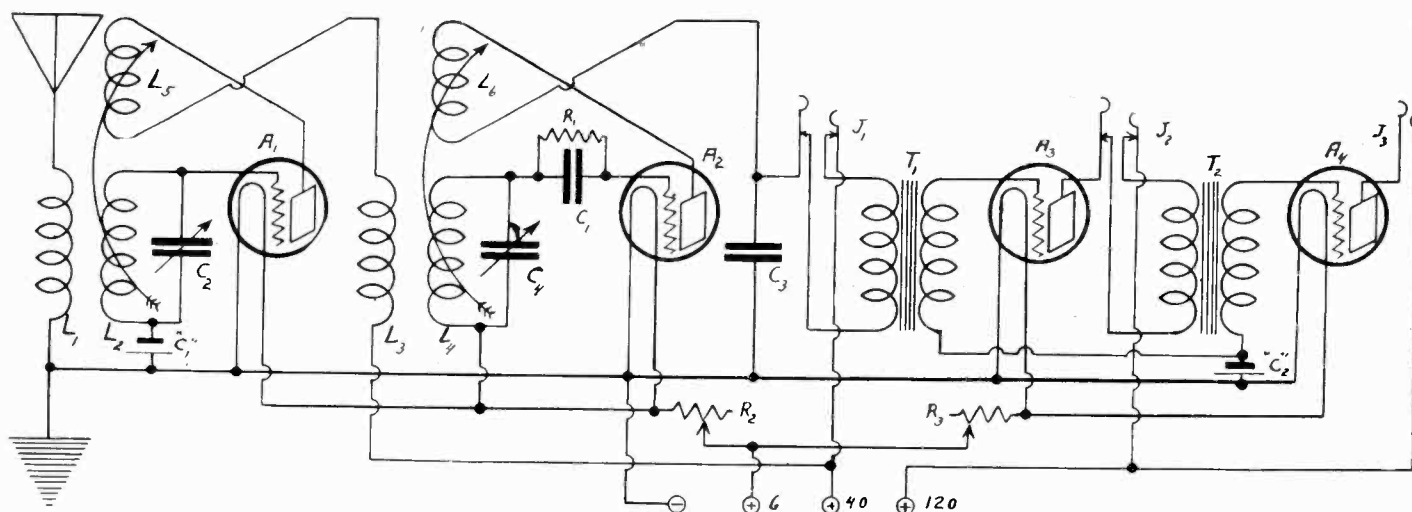 L5
L6
R1
J1
J2
J3
A1
A2
T1
A3
T2
A4
C1
C2
C4
C3
L1
L2
"C1"
L3
L4
"C2"
R2
R3
⊖
⊕ 6
⊕ 40
⊕ 120